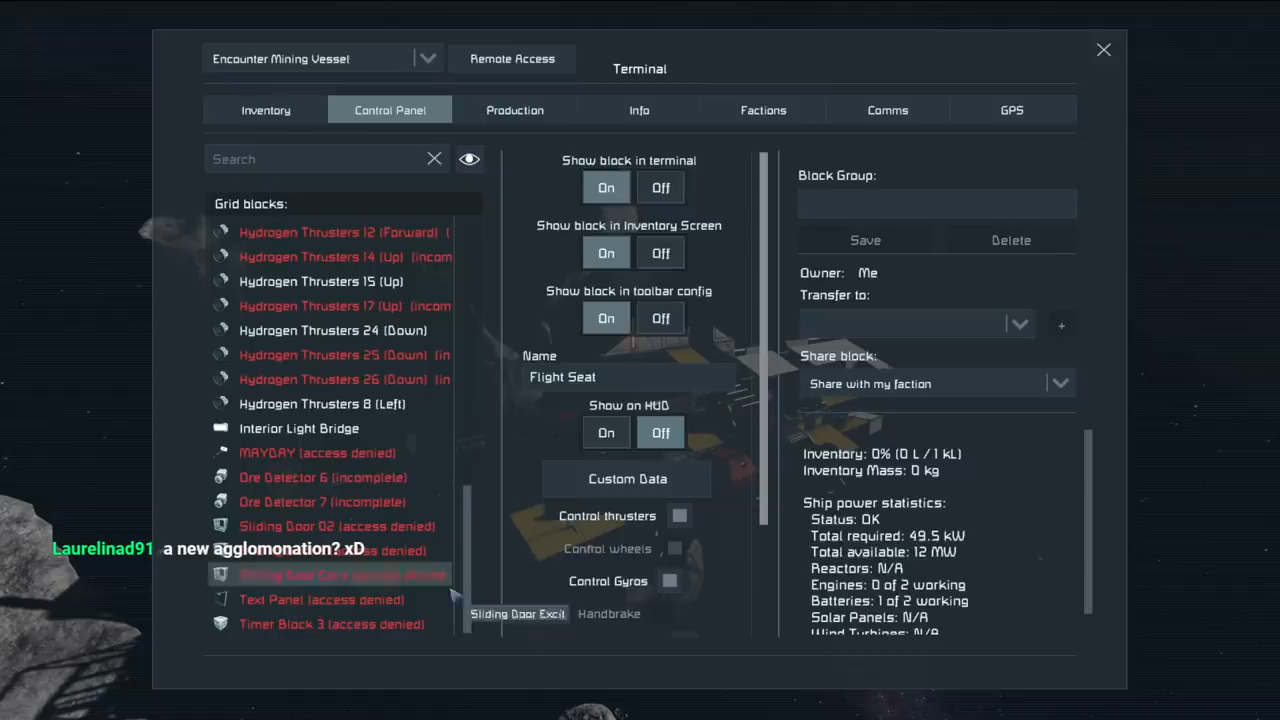 Encounter Mining Vessel
Remote Access
Terminal
Inventory
Control Panel
Production
Info
Factions
Comms
GPS
Search
Grid blocks:
Hydrogen Thrusters 12 (Forward) (
Hydrogen Thrusters 14 (Up) (incom
Hydrogen Thrusters 15 (Up)
Hydrogen Thrusters 17 (Up) (incom
Hydrogen Thrusters 24 (Down)
Hydrogen Thrusters 25 (Down) (in
Hydrogen Thrusters 26 (Down) (in
Hydrogen Thrusters 8 (Left)
Interior Light Bridge
MAYDAY (access denied)
Ore Detector 6 (incomplete)
Ore Detector 7 (incomplete)
Sliding Door 02 (access denied)
denied)
Laurelinad91 a new agglomonation? xD
Text Panel (access denied)
Timer Block 3 (access denied)
Sliding Door Exit
Show block in terminal
On Off
Show block in Inventory Screen
On Off
Show block in toolbar config
On Off
Name
Flight Seat
Show on HUD
On Off
Custom Data
Control thrusters
Control wheels
Control Gyros
Handbrake
Block Group:
Save
Delete
Owner: Me
Transfer to:
+
Share block:
Share with my faction
Inventory: 0% (0 L / 1 kL)
Inventory Mass: 0 kg
Ship power statistics:
Status: OK
Total required: 49.5 kW
Total available: 12 MW
Reactors: N/A
Engines: 0 of 2 working
Batteries: 1 of 2 working
Solar Panels: N/A
Wind Turbines: N/A